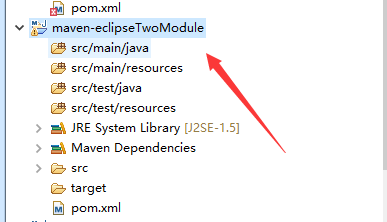 pom.xml
maven-eclipseTwoModule
src/main/java
src/main/resources
src/test/java
src/test/resources
JRE System Library [J2SE-1.5]
Maven Dependencies
src
target
pom.xml